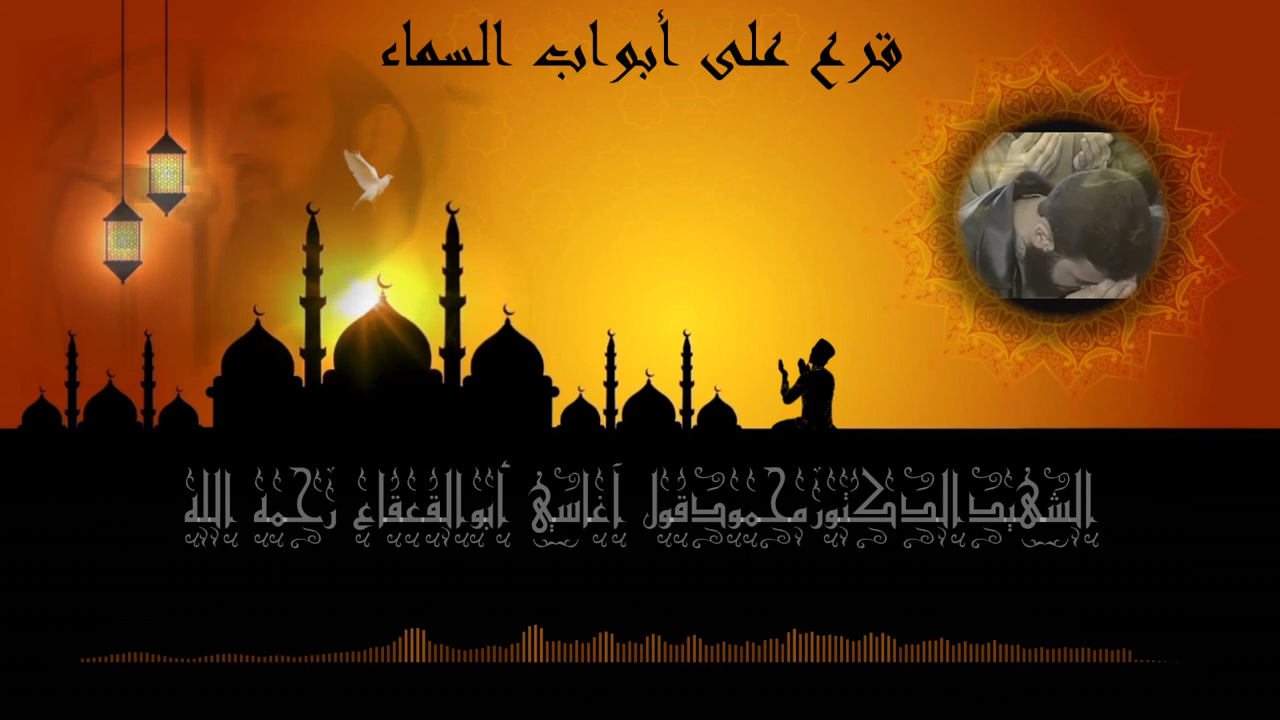 قرع على أبواب السماء
الشهيد الدكتور محمود قول آغاسي أبو القعقاع رحمه الله